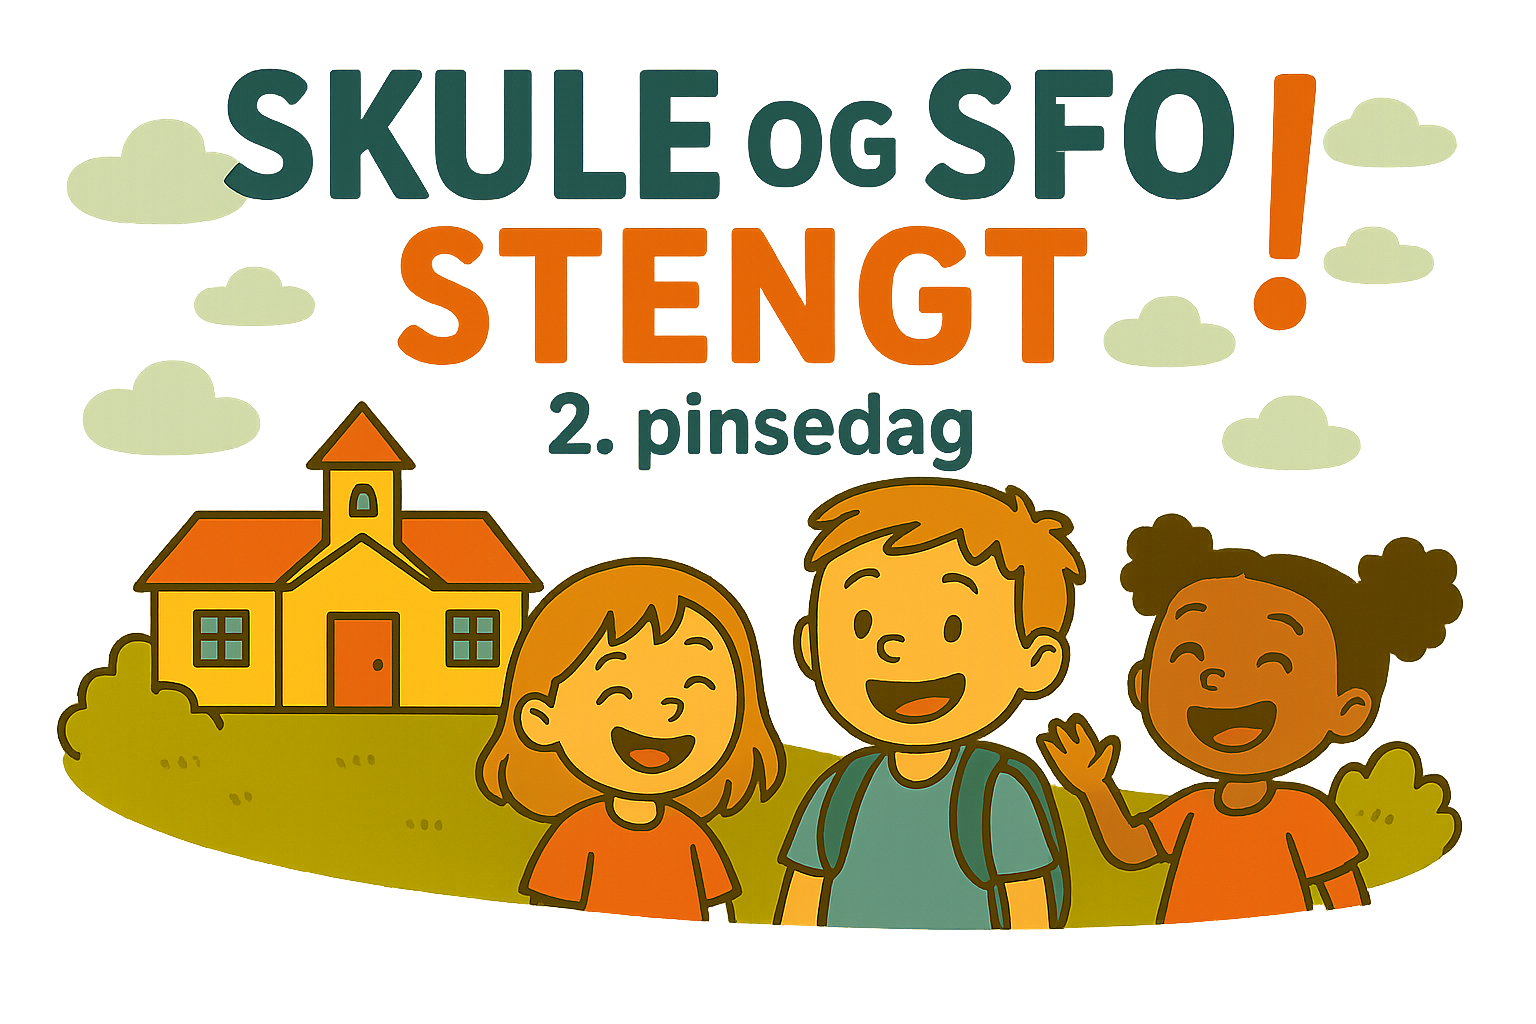 SKULE OG SFO!
STENGT
2. pinsedag